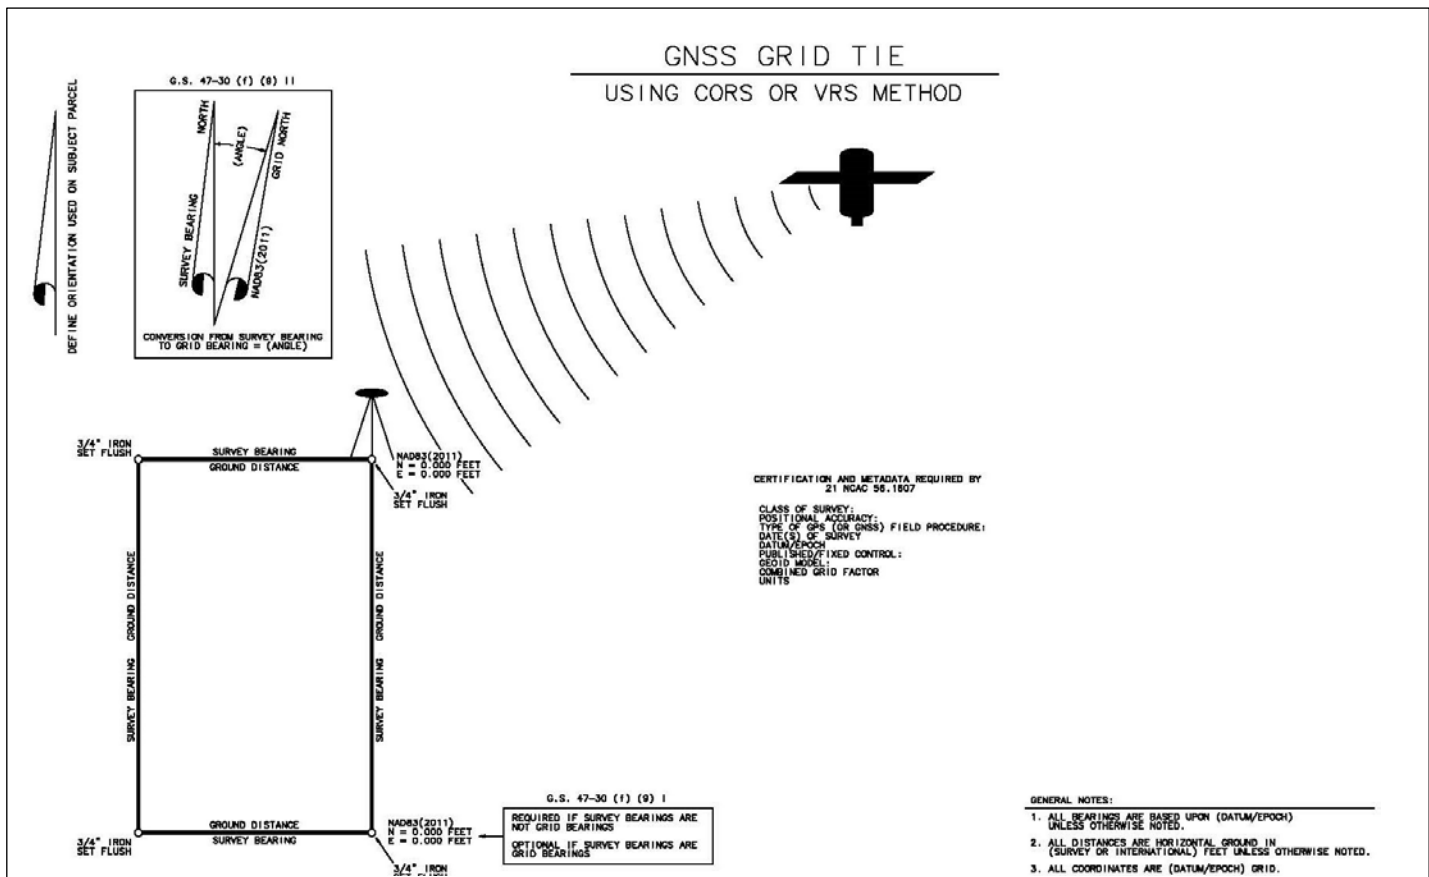 GNSS GRID TIE
USING CORS OR VRS METHOD
DEFINE ORIENTATION USED ON SUBJECT PARCEL
G.S. 47-30 (f) (9) II
NORTH
(ANGLE)
GRID NORTH
SURVEY BEARING
NAD83(2011)
CONVERSION FROM SURVEY BEARING
TO GRID BEARING = (ANGLE)
3/4" IRON
SET FLUSH
SURVEY BEARING
GROUND DISTANCE
NAD83(2011)
N = 0.000 FEET
E = 0.000 FEET
3/4" IRON
SET FLUSH
SURVEY BEARING GROUND DISTANCE
SURVEY BEARING GROUND DISTANCE
CERTIFICATION AND METADATA REQUIRED BY
21 NCAC 56.1607
CLASS OF SURVEY:
POSITIONAL ACCURACY:
TYPE OF GPS (OR GNSS) FIELD PROCEDURE:
DATE(S) OF SURVEY
DATUM/EPOCH
PUBLISHED/FIXED CONTROL:
GEOID MODEL:
COMBINED GRID FACTOR
UNITS
GROUND DISTANCE
SURVEY BEARING
3/4" IRON
SET FLUSH
NAD83(2011)
N = 0.000 FEET
E = 0.000 FEET
3/4" IRON
SET FLUSH
G.S. 47-30 (f) (9) I
REQUIRED IF SURVEY BEARINGS ARE
NOT GRID BEARINGS
OPTIONAL IF SURVEY BEARINGS ARE
GRID BEARINGS
GENERAL NOTES:
1. ALL BEARINGS ARE BASED UPON (DATUM/EPOCH)
UNLESS OTHERWISE NOTED.
2. ALL DISTANCES ARE HORIZONTAL GROUND IN
(SURVEY OR INTERNATIONAL) FEET UNLESS OTHERWISE NOTED.
3. ALL COORDINATES ARE (DATUM/EPOCH) GRID.